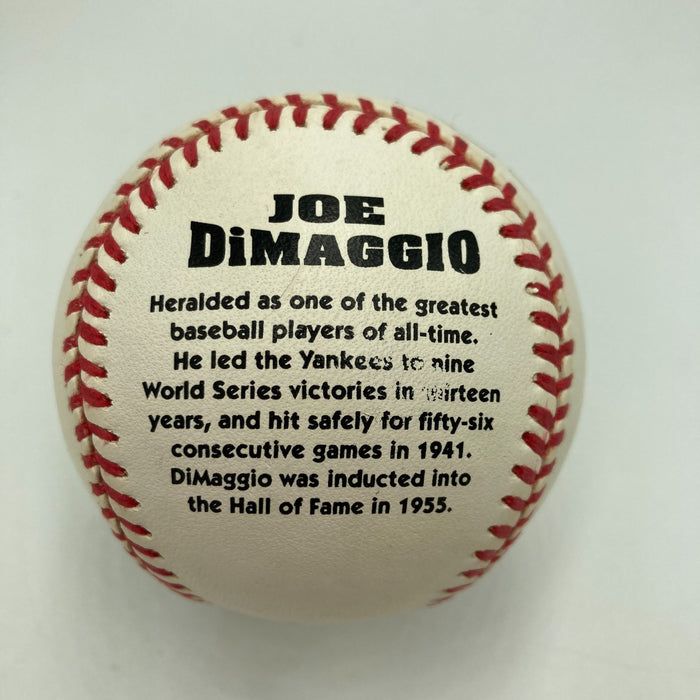 JOE
DiMAGGIO
Heralded as one of the greatest
baseball players of all-time.
He led the Yankees to nine
World Series victories in thirteen
years, and hit safely for fifty-six
consecutive games in 1941.
DiMaggio was inducted into
the Hall of Fame in 1955.